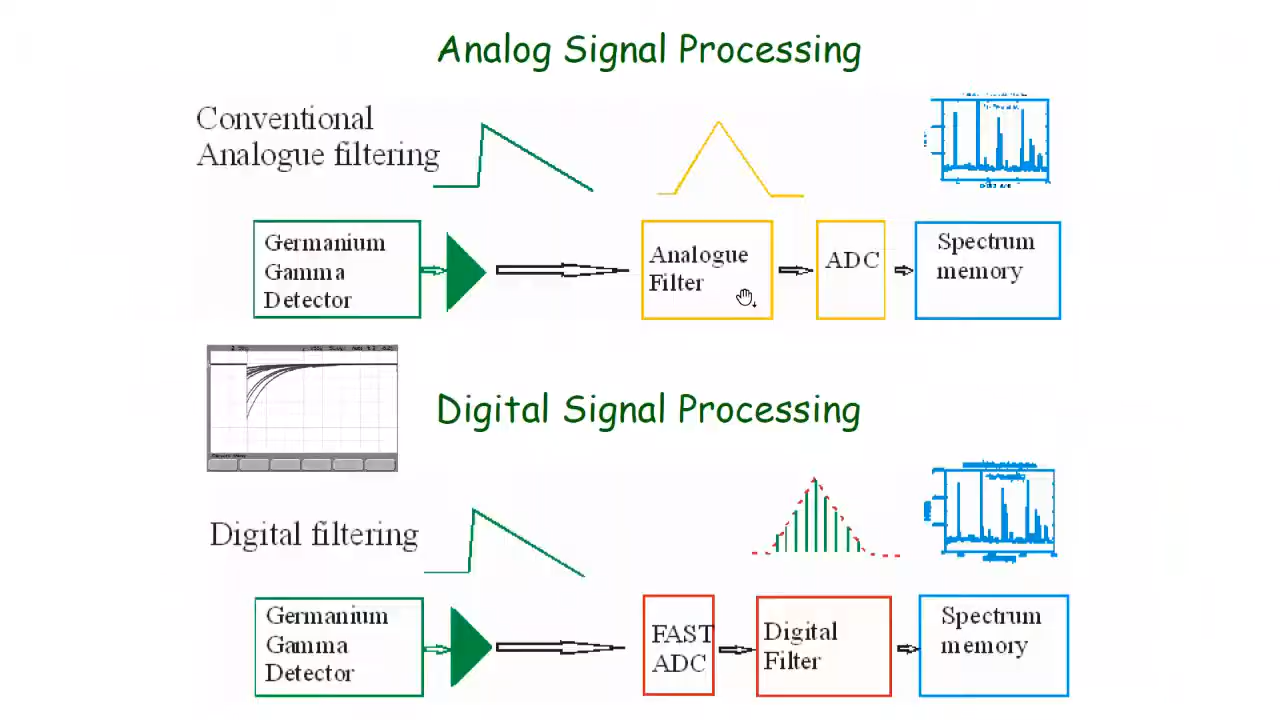 Analog Signal Processing
Conventional
Analogue filtering
Germanium
Gamma
Detector
Analogue
Filter
ADC
Spectrum
memory
Digital Signal Processing
Digital filtering
Germanium
Gamma
Detector
FAST
ADC
Digital
Filter
Spectrum
memory